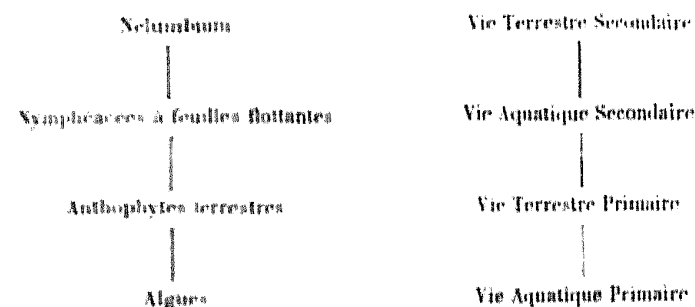 Nelumbium Vie Terrestre Secondaire
Nymphéacées à feuilles flottantes Vie Aquatique Secondaire
Anthophytes terrestres Vie Terrestre Primaire
Algues Vie Aquatique Primaire